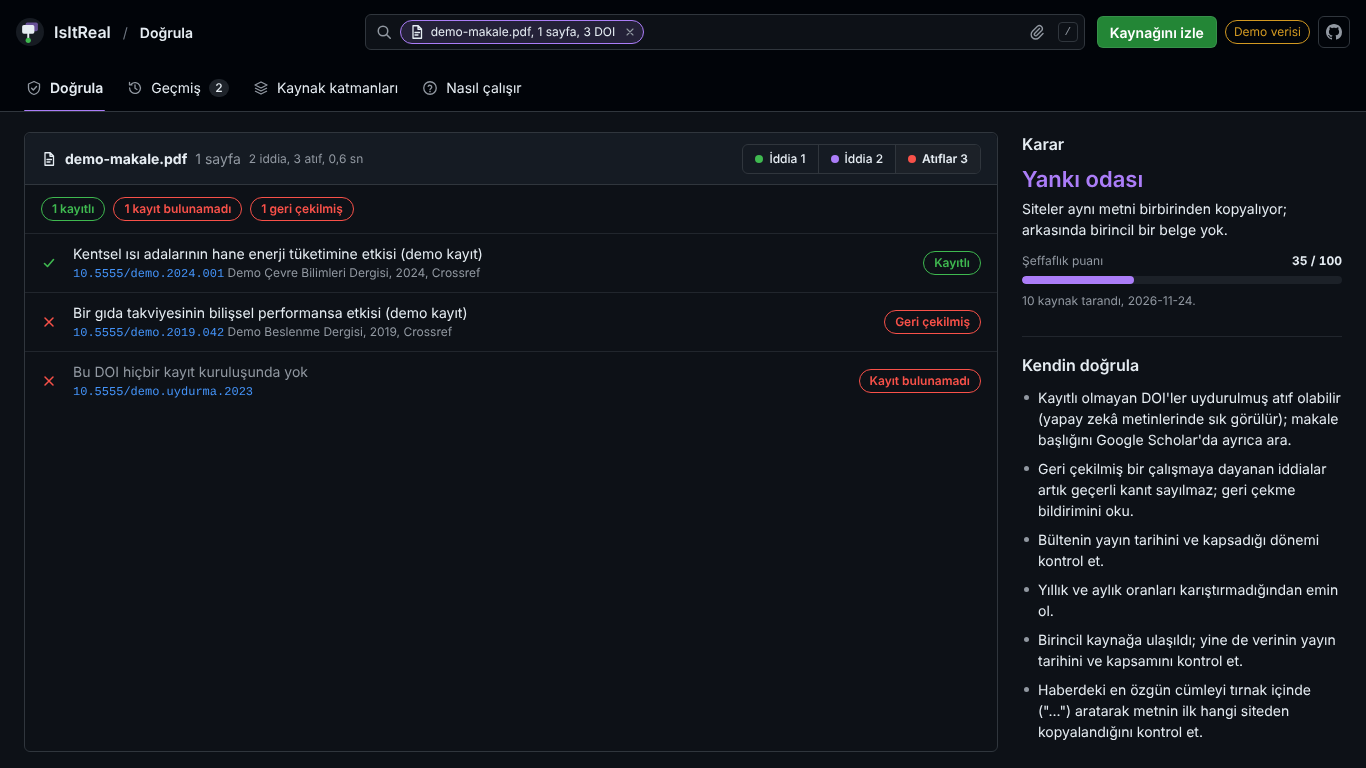 IsItReal / Doğrula
demo-makale.pdf, 1 sayfa, 3 DOI ×
/
Kaynağını izle
Demo verisi
Doğrula
Geçmiş 2
Kaynak katmanları
Nasıl çalışır
demo-makale.pdf 1 sayfa 2 iddia, 3 atıf, 0,6 sn
İddia 1
İddia 2
Atıflar 3
1 kayıtlı
1 kayıt bulunamadı
1 geri çekilmiş
Kentsel ısı adalarının hane enerji tüketimine etkisi (demo kayıt)
10.5555/demo.2024.001 Demo Çevre Bilimleri Dergisi, 2024, Crossref
Kayıtlı
Bir gıda takviyesinin bilişsel performansa etkisi (demo kayıt)
10.5555/demo.2019.042 Demo Beslenme Dergisi, 2019, Crossref
Geri çekilmiş
Bu DOI hiçbir kayıt kuruluşunda yok
10.5555/demo.uydurma.2023
Kayıt bulunamadı
Karar
Yankı odası
Siteler aynı metni birbirinden kopyalıyor;
arkasında birincil bir belge yok.
Şeffaflık puanı 35 / 100
10 kaynak tarandı, 2026-11-24.
Kendin doğrula
Kayıtlı olmayan DOI'ler uydurulmuş atıf olabilir
(yapay zekâ metinlerinde sık görülür); makale
başlığını Google Scholar'da ayrıca ara.
Geri çekilmiş bir çalışmaya dayanan iddialar
artık geçerli kanıt sayılmaz; geri çekme
bildirimini oku.
Bültenin yayın tarihini ve kapsadığı dönemi
kontrol et.
Yıllık ve aylık oranları karıştırmadığından emin
ol.
Birincil kaynağa ulaşıldı; yine de verinin yayın
tarihini ve kapsamını kontrol et.
Haberdeki en özgün cümleyi tırnak içinde
("...") aratarak metnin ilk hangi siteden
kopyalandığını kontrol et.